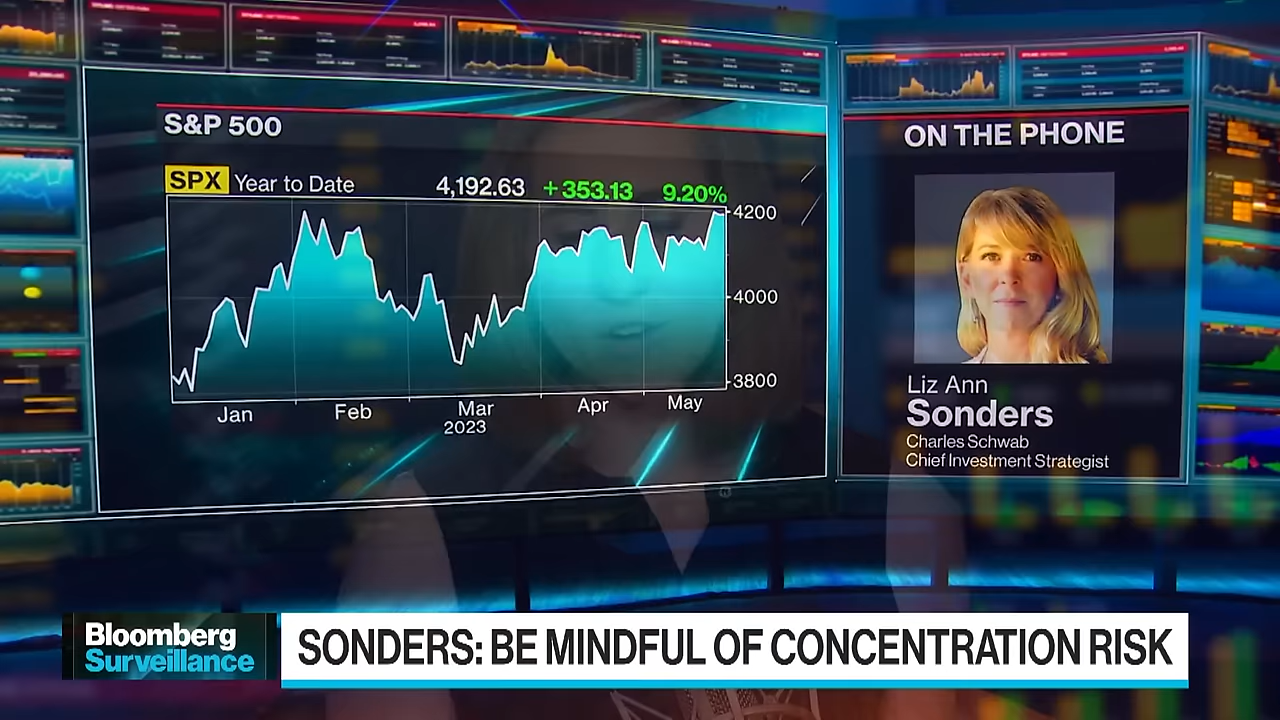 S&P 500
SPX Year to Date 4,192.63 +353.13 9.20%
4200
4000
3800
Jan Feb Mar Apr May
2023
ON THE PHONE
Liz Ann
Sonders
Charles Schwab
Chief Investment Strategist
Bloomberg
Surveillance
SONDERS: BE MINDFUL OF CONCENTRATION RISK